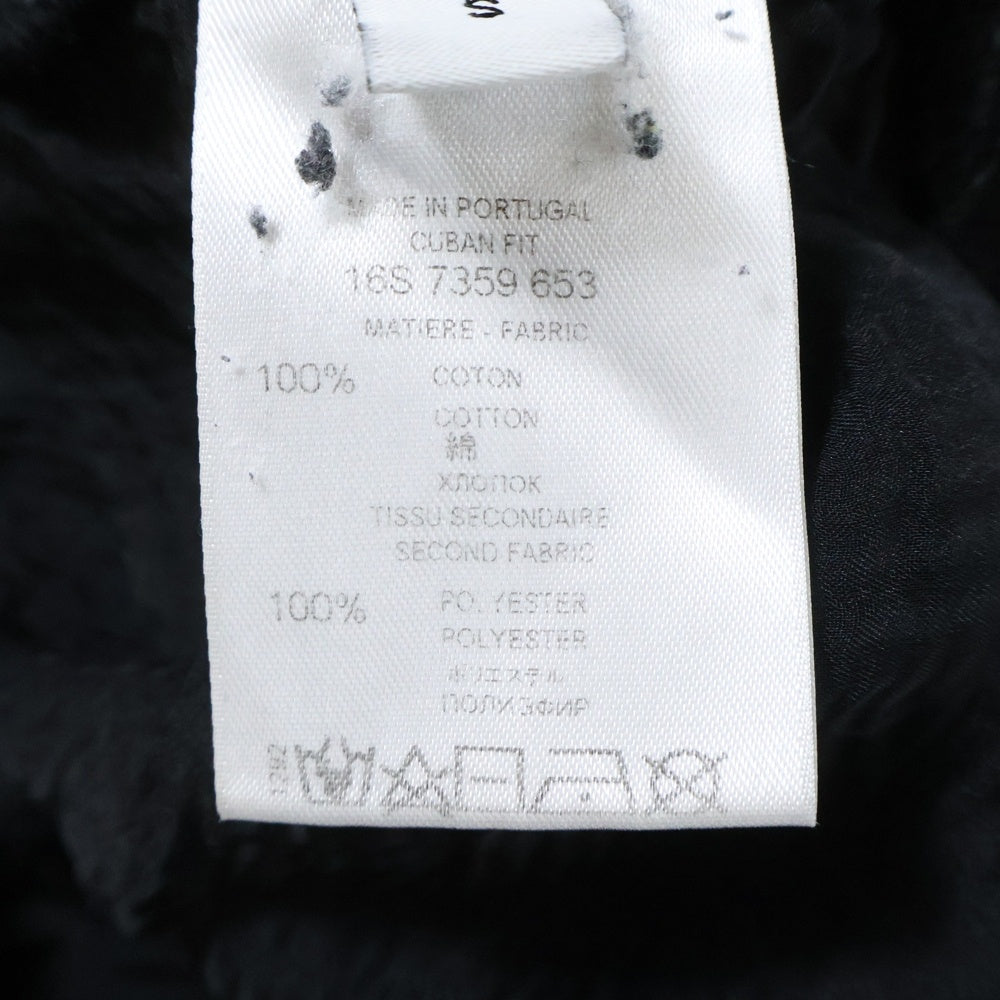 S
MADE IN PORTUGAL
CUBAN FIT
16S 7359 653
MATIERE - FABRIC
100% COTON
COTTON
綿
ХЛОПОК
TISSU SECONDAIRE
SECOND FABRIC
100% POLYESTER
POLYESTER
ポリエステル
ПОЛИЭФИР
1292